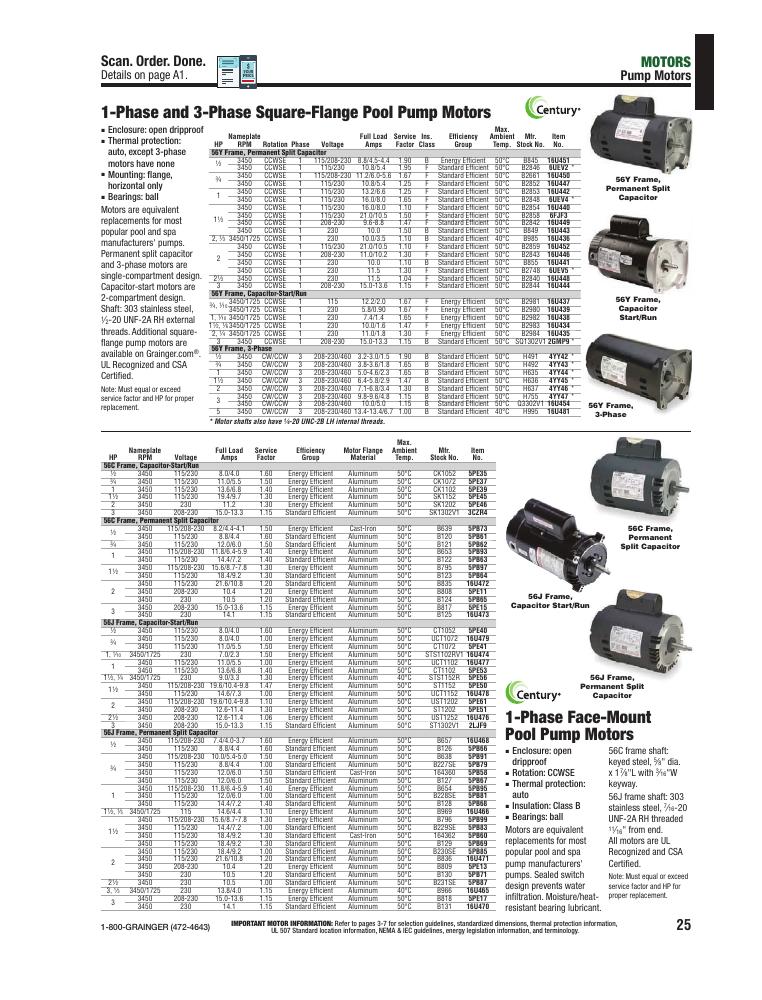 Scan. Order. Done.
Details on page A1.
YOUR PRICE
MOTORS
Pump Motors
1-Phase and 3-Phase Square-Flange Pool Pump Motors
Century®
▪ Enclosure: open dripproof
▪ Thermal protection:
auto, except 3-phase
motors have none
▪ Mounting: flange,
horizontal only
▪ Bearings: ball
Motors are equivalent
replacements for most
popular pool and spa
manufacturers' pumps.
Permanent split capacitor
and 3-phase motors are
single-compartment design.
Capacitor-start motors are
2-compartment design.
Shaft: 303 stainless steel,
½-20 UNF-2A RH external
threads. Additional square-
flange pump motors are
available on Grainger.com®.
UL Recognized and CSA
Certified.
Note: Must equal or exceed
service factor and HP for proper
replacement.
HP Nameplate RPM Rotation Phase Voltage Full Load Amps Service Factor Ins. Class Efficiency Group Max. Ambient Temp. Mfr. Stock No. Item No.
56Y Frame, Permanent Split Capacitor
½ 3450 CCWSE 1 115/208-230 8.8/4.5-4.4 1.90 B Energy Efficient 50°C B845 16U451
3450 CCWSE 1 115/230 10.8/5.4 1.95 F Standard Efficient 50°C B2846 6UEV2 *
¾ 3450 CCWSE 1 115/208-230 11.2/6.0-5.6 1.67 F Standard Efficient 50°C B2661 16U450
3450 CCWSE 1 115/230 10.8/5.4 1.25 F Standard Efficient 50°C B2852 16U447
1 3450 CCWSE 1 115/230 13.2/6.6 1.25 F Standard Efficient 50°C B2853 16U442
3450 CCWSE 1 115/230 16.0/8.0 1.65 F Standard Efficient 50°C B2848 6UEV4 *
1½ 3450 CCWSE 1 115/230 16.0/8.0 1.10 F Standard Efficient 50°C B2854 16U440
3450 CCWSE 1 115/230 21.0/10.5 1.50 F Standard Efficient 50°C B2858 6FJF3
3450 CCWSE 1 208-230 9.6-8.8 1.47 F Standard Efficient 50°C B2840 16U449
3450 CCWSE 1 230 10.0 1.50 B Standard Efficient 50°C B849 16U443
2, ⅓ 3450/1725 CCWSE 1 230 10.0/3.5 1.10 B Standard Efficient 40°C B985 16U436
2 3450 CCWSE 1 115/230 21.0/10.5 1.10 F Standard Efficient 50°C B2859 16U452
3450 CCWSE 1 208-230 11.0/10.2 1.30 F Standard Efficient 50°C B2843 16U446
3450 CCWSE 1 230 10.0 1.10 B Standard Efficient 50°C B855 16U441
3450 CCWSE 1 230 11.5 1.30 F Standard Efficient 50°C B2748 6UEV5 *
2½ 3450 CCWSE 1 230 11.5 1.04 F Standard Efficient 50°C B2840 16U448
3 3450 CCWSE 1 208-230 15.0-13.6 1.15 F Standard Efficient 50°C B2844 16U444
56Y Frame, Capacitor-Start/Run
3450/1725 CCWSE 1 115 12.2/2.0 1.67 F Energy Efficient 50°C B2981 16U437
3450/1725 CCWSE 1 230 5.8/0.90 1.67 F Energy Efficient 50°C B2980 16U439
3450/1725 CCWSE 1 230 7.4/1.4 1.65 F Energy Efficient 50°C B2982 16U438
1½, ¼ 3450/1725 CCWSE 1 230 10.0/1.6 1.47 F Energy Efficient 50°C B2983 16U434
2, ¼ 3450/1725 CCWSE 1 230 11.0/1.8 1.30 F Energy Efficient 50°C B2984 16U435
3 3450 CCWSE 1 208-230 15.0-13.3 1.15 B Energy Efficient 50°C SQ1302V1 2GMP9 *
56Y Frame, 3-Phase
½ 3450 CW/CCW 3 208-230/460 3.2-3.0/1.5 1.90 B Energy Efficient 50°C H491 4YY42 *
¾ 3450 CW/CCW 3 208-230/460 3.8-3.6/1.8 1.65 B Energy Efficient 50°C H492 4YY43 *
1 3450 CW/CCW 3 208-230/460 5.0-4.6/2.3 1.65 B Energy Efficient 50°C H635 4YY44 *
1½ 3450 CW/CCW 3 208-230/460 6.4-5.8/2.9 1.47 B Energy Efficient 50°C H636 4YY45 *
2 3450 CW/CCW 3 208-230/460 7.1-6.8/3.4 1.30 B Energy Efficient 50°C H637 4YY46 *
3 3450 CW/CCW 3 208-230/460 9.8-9.6/4.8 1.15 B Energy Efficient 50°C H755 4YY47 *
3450 CW/CCW 3 208-230/460 10.0/5.0 1.15 B Standard Efficient 50°C Q3302V1 16U454
5 3450 CW/CCW 3 208-230/460 13.4-13.4/6.7 1.00 B Standard Efficient 40°C H995 16U481
* Motor shafts also have ¼-20 UNC-2B LH internal threads.
56Y Frame,
Permanent Split
Capacitor
56Y Frame,
Capacitor
Start/Run
56Y Frame,
3-Phase
HP Nameplate RPM Voltage Full Load Amps Service Factor Efficiency Group Motor Flange Material Max. Ambient Temp. Mfr. Stock No. Item No.
56C Frame, Capacitor-Start/Run
½ 3450 115/230 8.0/4.0 1.60 Energy Efficient Aluminum 50°C CK1052 5PE35
¾ 3450 115/230 11.0/5.5 1.50 Energy Efficient Aluminum 50°C CK1072 5PE37
1 3450 115/230 13.6/6.8 1.40 Energy Efficient Aluminum 50°C CK1102 5PE39
1½ 3450 115/230 19.4/9.7 1.30 Energy Efficient Aluminum 50°C SK1152 5PE45
2 3450 230 11.2 1.30 Energy Efficient Aluminum 50°C SK1202 5PE46
3 3450 208-230 15.0-13.3 1.15 Energy Efficient Aluminum 50°C SK1302V1 3CZR4
56C Frame, Permanent Split Capacitor
½ 3450 115/208-230 8.2/4.4-4.1 1.50 Energy Efficient Cast-Iron 50°C B639 5PB73
3450 115/230 8.8/4.4 1.60 Standard Efficient Aluminum 50°C B120 5PB61
¾ 3450 115/230 12.0/6.0 1.50 Standard Efficient Aluminum 50°C B121 5PB62
1 3450 115/208-230 11.8/6.4-5.9 1.40 Energy Efficient Aluminum 50°C B653 5PB93
3450 115/230 14.4/7.2 1.40 Standard Efficient Aluminum 50°C B122 5PB63
1½ 3450 115/208-230 15.6/8.7-7.8 1.30 Energy Efficient Aluminum 50°C B795 5PB97
3450 115/230 18.4/9.2 1.30 Standard Efficient Aluminum 50°C B123 5PB64
2 3450 115/230 21.6/10.8 1.20 Energy Efficient Aluminum 50°C B835 16U472
3450 208-230 10.4 1.20 Energy Efficient Aluminum 50°C B808 5PE11
3450 230 10.5 1.20 Standard Efficient Aluminum 50°C B124 5PB65
3 3450 208-230 15.0-13.6 1.15 Energy Efficient Aluminum 50°C B817 5PE15
3450 230 14.1 1.15 Standard Efficient Aluminum 50°C B125 16U473
56J Frame, Capacitor-Start/Run
½ 3450 115/230 8.0/4.0 1.60 Energy Efficient Aluminum 50°C CT1052 5PE40
¾ 3450 115/230 8.0/4.0 1.00 Energy Efficient Aluminum 50°C UCT1072 16U479
3450 115/230 11.0/5.5 1.50 Energy Efficient Aluminum 50°C CT1072 5PE41
3450/1725 230 7.0/2.3 1.50 Energy Efficient Aluminum 50°C STS1102RV1 16U474
1 3450 115/230 11.0/5.5 1.00 Energy Efficient Aluminum 50°C UCT1102 16U477
3450 115/230 13.6/6.8 1.40 Energy Efficient Aluminum 50°C CT1102 5PE53
1½, ¼ 3450/1725 230 9.0/3.3 1.30 Energy Efficient Aluminum 40°C STS1152R 5PE56
1½ 3450 115/208-230 19.6/10.4-9.8 1.47 Energy Efficient Aluminum 50°C ST1152 5PE50
3450 115/230 14.6/7.3 1.00 Energy Efficient Aluminum 50°C UCT1152 16U478
2 3450 115/208-230 19.6/10.4-9.8 1.10 Energy Efficient Aluminum 50°C UST1202 5PE61
3450 208-230 12.6-11.4 1.30 Energy Efficient Aluminum 50°C ST1202 5PE51
2½ 3450 208-230 12.6-11.4 1.06 Energy Efficient Aluminum 50°C UST1252 16U476
3 3450 208-230 15.0-13.3 1.15 Standard Efficient Aluminum 50°C ST1302V1 2LJF9
56J Frame, Permanent Split Capacitor
½ 3450 115/208-230 7.4/4.0-3.7 1.60 Energy Efficient Aluminum 50°C B657 16U468
3450 115/230 8.8/4.4 1.60 Standard Efficient Aluminum 50°C B126 5PB66
¾ 3450 115/208-230 10.0/5.4-5.0 1.50 Energy Efficient Aluminum 50°C B638 5PB91
3450 115/230 8.8/4.4 1.00 Standard Efficient Aluminum 50°C B227SE 5PB79
3450 115/230 12.0/6.0 1.50 Standard Efficient Cast-Iron 50°C 164360 5PB58
3450 115/230 12.0/6.0 1.50 Standard Efficient Aluminum 50°C B127 5PB67
1 3450 115/208-230 11.8/6.4-5.9 1.40 Energy Efficient Aluminum 50°C B654 5PB95
3450 115/230 12.0/6.0 1.00 Standard Efficient Aluminum 50°C B228SE 5PB81
3450 115/230 14.4/7.2 1.40 Standard Efficient Aluminum 50°C B128 5PB68
3450/1725 115 14.6/4.4 1.10 Energy Efficient Aluminum 50°C B969 16U466
1½ 3450 115/208-230 15.6/8.7-7.8 1.30 Energy Efficient Aluminum 50°C B796 5PB99
3450 115/230 14.4/7.2 1.00 Standard Efficient Aluminum 50°C B229SE 5PB83
3450 115/230 18.4/9.2 1.30 Standard Efficient Cast-Iron 50°C 164362 5PB60
3450 115/230 18.4/9.2 1.30 Standard Efficient Aluminum 50°C B129 5PB69
2 3450 115/230 18.4/9.2 1.00 Standard Efficient Aluminum 50°C B230SE 5PB85
3450 115/230 21.6/10.8 1.20 Standard Efficient Aluminum 50°C B836 16U471
3450 208-230 10.4 1.20 Energy Efficient Aluminum 50°C B809 5PE13
3450 230 10.5 1.20 Standard Efficient Aluminum 50°C B130 5PB71
2½ 3450 230 10.5 1.00 Standard Efficient Aluminum 50°C B231SE 5PB87
3, ⅓ 3450/1725 230 13.8/4.0 1.15 Energy Efficient Aluminum 40°C B966 16U465
3 3450 208-230 15.0-13.6 1.15 Energy Efficient Aluminum 50°C B818 5PE17
3450 230 14.1 1.15 Standard Efficient Aluminum 50°C B131 16U470
56C Frame,
Permanent
Split Capacitor
56J Frame,
Capacitor Start/Run
56J Frame,
Permanent Split
Capacitor
Century®
1-Phase Face-Mount
Pool Pump Motors
▪ Enclosure: open
dripproof
▪ Rotation: CCWSE
▪ Thermal protection:
auto
▪ Insulation: Class B
▪ Bearings: ball
Motors are equivalent
replacements for most
popular pool and spa
pump manufacturers'
pumps. Sealed switch
design prevents water
infiltration. Moisture/heat-
resistant bearing lubricant.
56C frame shaft:
keyed steel, ⅝" dia.
x 1⅞"L with 3⁄16"W
keyway.
56J frame shaft: 303
stainless steel, 7⁄16-20
UNF-2A RH threaded
11⁄16" from end.
All motors are UL
Recognized and CSA
Certified.
Note: Must equal or exceed
service factor and HP for
proper replacement.
1-800-GRAINGER (472-4643)
IMPORTANT MOTOR INFORMATION: Refer to pages 3-7 for selection guidelines, standardized dimensions, thermal protection information,
UL 507 Standard location information, NEMA & IEC guidelines, energy legislation information, and terminology.
25